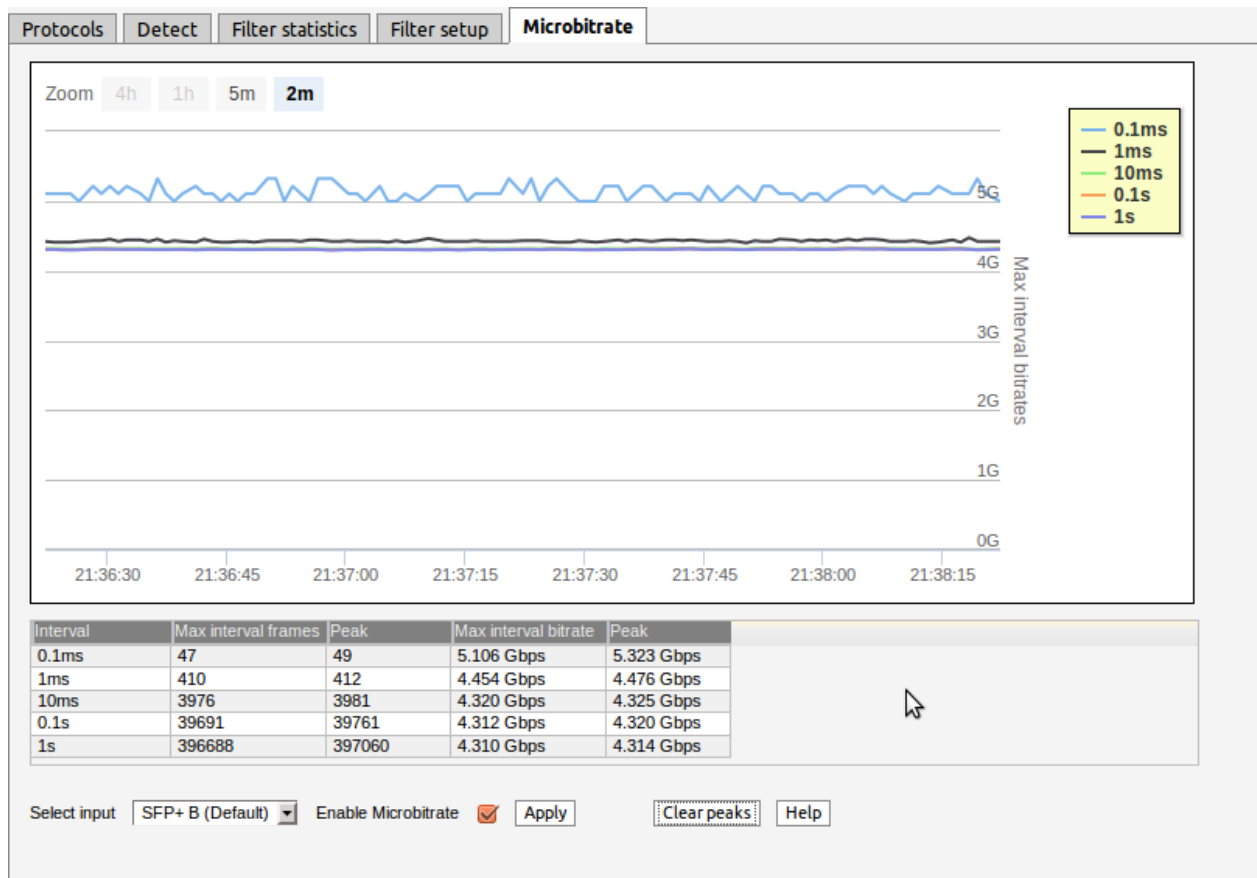 Protocols Detect Filter statistics Filter setup Microbitrate
Zoom 4h 1h 5m 2m
0.1ms
1ms
10ms
0.1s
1s
5G
4G
3G
2G
1G
0G
Max interval bitrates
21:36:30 21:36:45 21:37:00 21:37:15 21:37:30 21:37:45 21:38:00 21:38:15
Interval Max interval frames Peak Max interval bitrate Peak
0.1ms 47 49 5.106 Gbps 5.323 Gbps
1ms 410 412 4.454 Gbps 4.476 Gbps
10ms 3976 3981 4.320 Gbps 4.325 Gbps
0.1s 39691 39761 4.312 Gbps 4.320 Gbps
1s 396688 397060 4.310 Gbps 4.314 Gbps
Select input SFP+ B (Default) Enable Microbitrate Apply Clear peaks Help